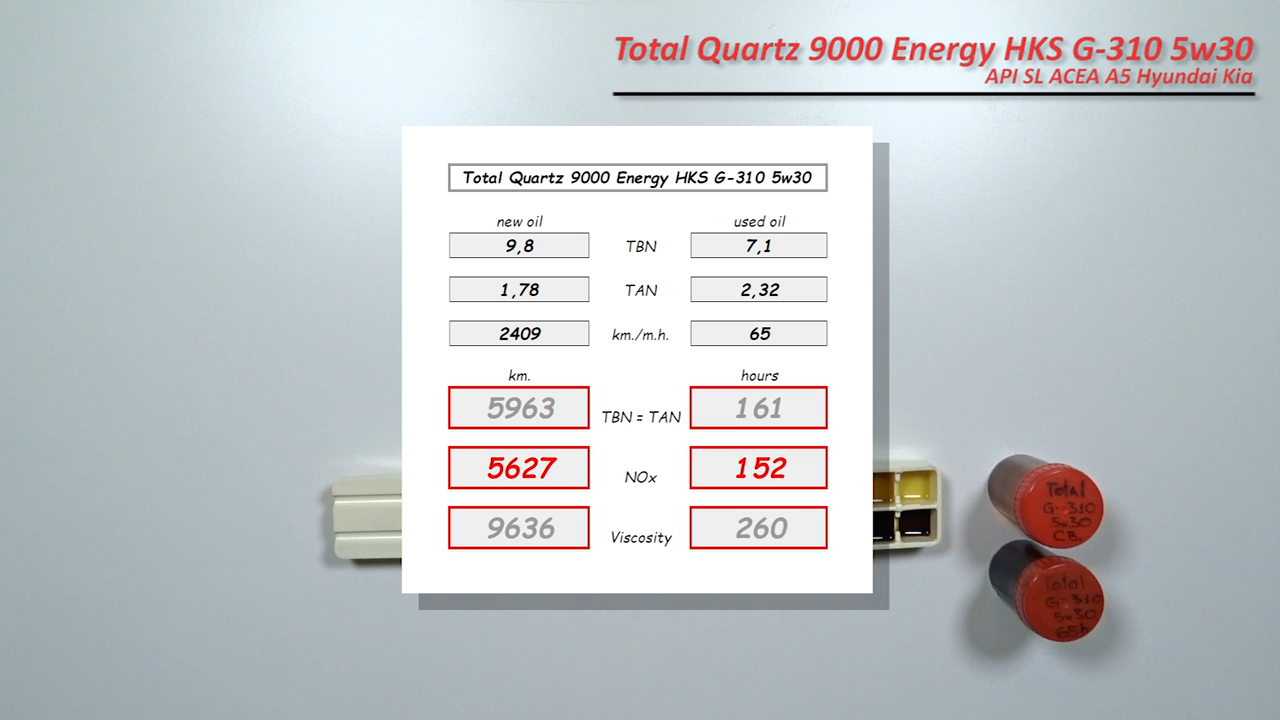 Total Quartz 9000 Energy HKS G-310 5w30
API SL ACEA A5 Hyundai Kia
Total Quartz 9000 Energy HKS G-310 5w30
new oil used oil
9,8 TBN 7,1
1,78 TAN 2,32
2409 km./m.h. 65
km. hours
5963 TBN = TAN 161
5627 NOx 152
9636 Viscosity 260
Total
G-310
5w30
CB.
Total
G-310
5w30
65h